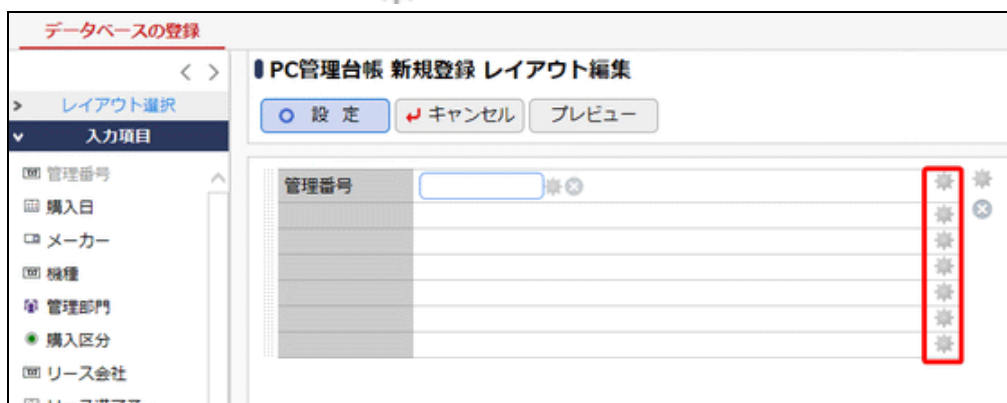 データベースの登録
< >
PC管理台帳 新規登録 レイアウト編集
> レイアウト選択
設 定 キャンセル プレビュー
入力項目
管理番号
購入日
メーカー
機種
管理部門
購入区分
リース会社
管理番号